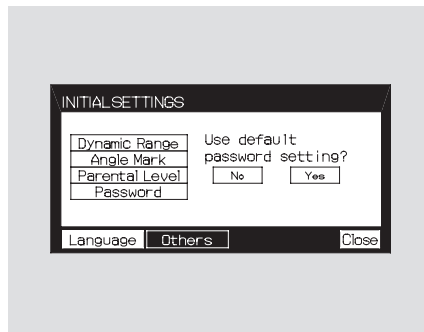 INITIAL SETTINGS
Dynamic Range
Angle Mark
Parental Level
Password
Use default
password setting?
No Yes
Language Others Close